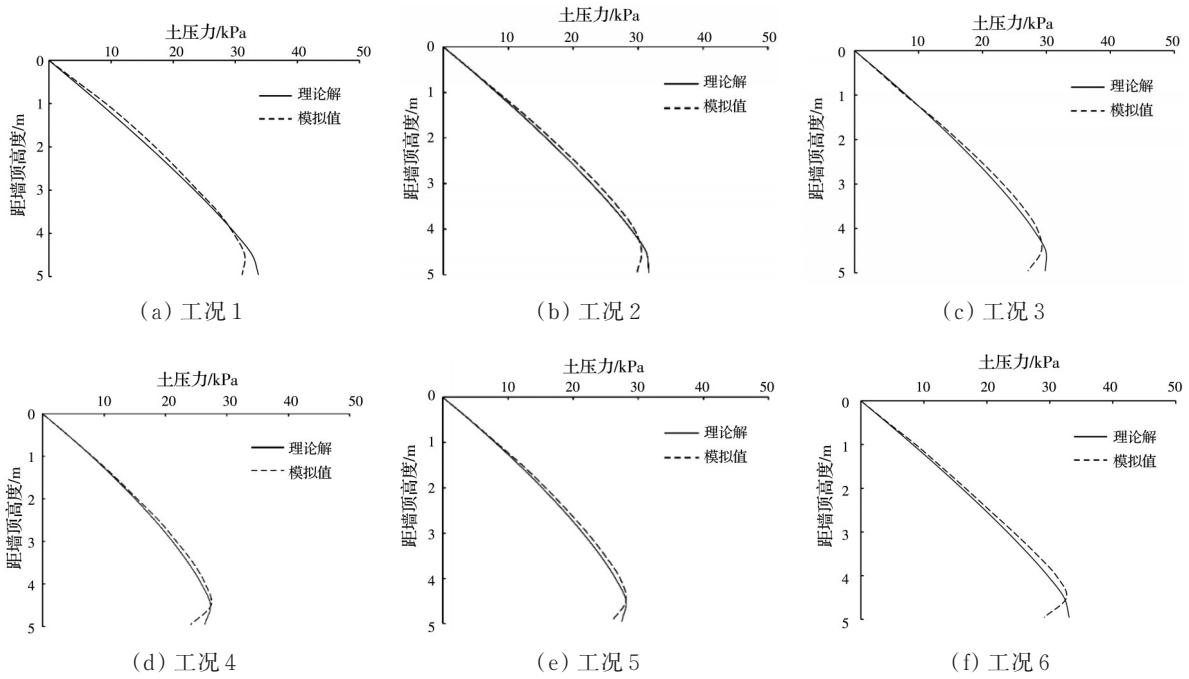 土压力/kPa
0 10 20 30 40 50
距墙顶高度/m
1
2
3
4
5
理论解
模拟值
(a) 工况 1
土压力/kPa
10 20 30 40 50
0
距墙顶高度/m
1
2
3
4
5
理论解
模拟值
(b) 工况 2
土压力/kPa
10 20 30 40 50
0
距墙顶高度/m
1
2
3
4
5
理论解
模拟值
(c) 工况 3
土压力/kPa
10 20 30 40 50
0
距墙顶高度/m
1
2
3
4
5
理论解
模拟值
(d) 工况 4
土压力/kPa
10 20 30 40 50
0
距墙顶高度/m
1
2
3
4
5
理论解
模拟值
(e) 工况 5
土压力/kPa
10 20 30 40 50
0
距墙顶高度/m
1
2
3
4
5
理论解
模拟值
(f) 工况 6